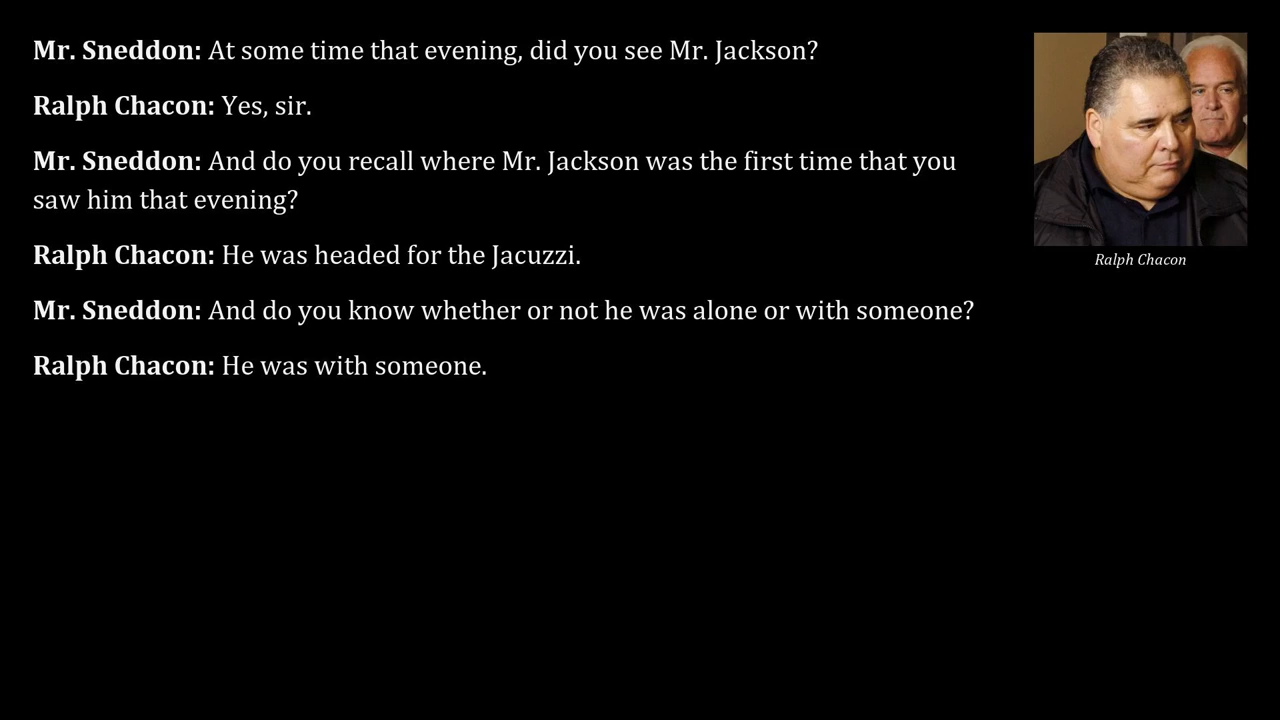 Mr. Sneddon: At some time that evening, did you see Mr. Jackson?
Ralph Chacon: Yes, sir.
Mr. Sneddon: And do you recall where Mr. Jackson was the first time that you
saw him that evening?
Ralph Chacon: He was headed for the Jacuzzi.
Mr. Sneddon: And do you know whether or not he was alone or with someone?
Ralph Chacon: He was with someone.
Ralph Chacon